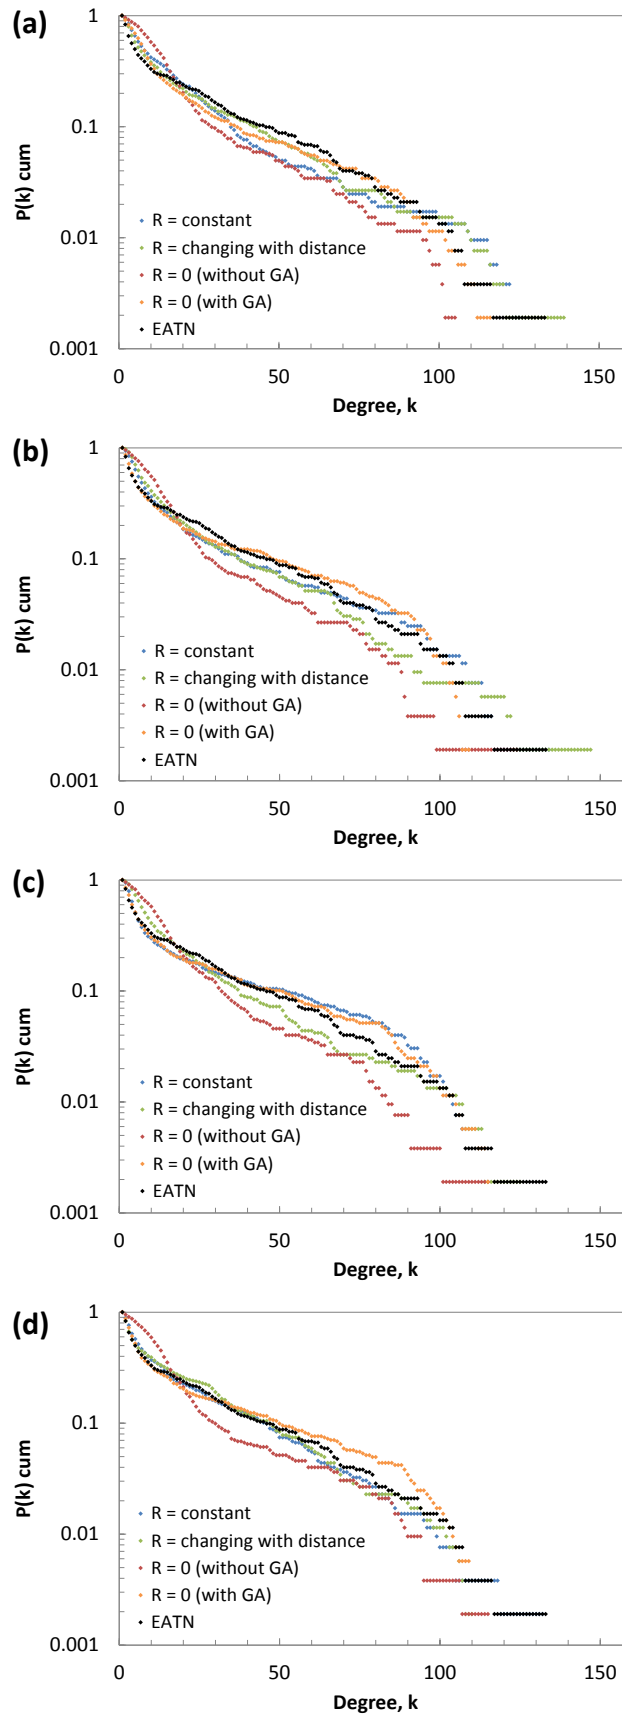 (a)
P(k) cum
1
0.1
0.01
0.001
R = constant
R = changing with distance
R = 0 (without GA)
R = 0 (with GA)
EATN
0 50 100 150
Degree, k
(b)
P(k) cum
1
0.1
0.01
0.001
R = constant
R = changing with distance
R = 0 (without GA)
R = 0 (with GA)
EATN
0 50 100 150
Degree, k
(c)
P(k) cum
1
0.1
0.01
0.001
R = constant
R = changing with distance
R = 0 (without GA)
R = 0 (with GA)
EATN
0 50 100 150
Degree, k
(d)
P(k) cum
1
0.1
0.01
0.001
R = constant
R = changing with distance
R = 0 (without GA)
R = 0 (with GA)
EATN
0 50 100 150
Degree, k